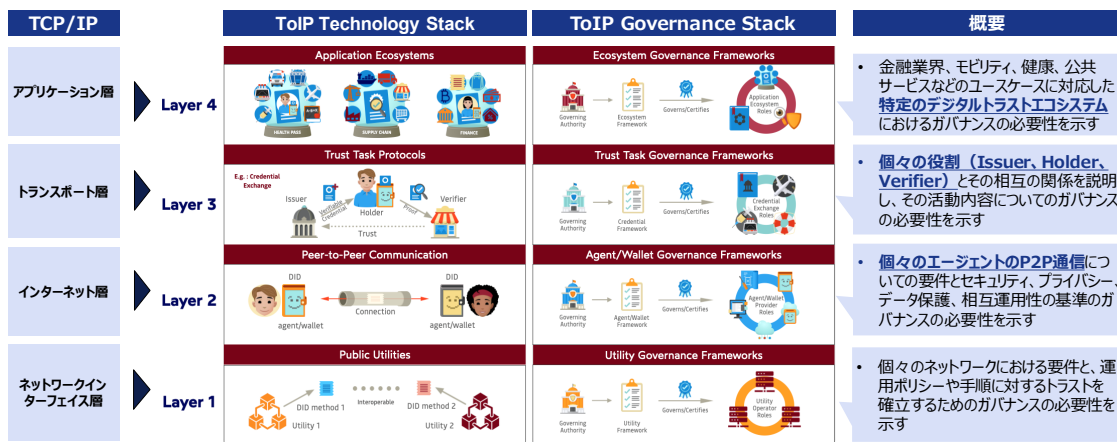 TCP/IP
ToIP Technology Stack
ToIP Governance Stack
概要
アプリケーション層
Layer 4
Application Ecosystems
HEALTH PASS
SUPPLY CHAIN
FINANCE
Ecosystem Governance Frameworks
Governing
Authority
Ecosystem
Framework
Governs/Certifies
Application
Ecosystem
Roles
• 金融業界、モビリティ、健康、公共
サービスなどのユースケースに対応した
特定のデジタルトラストエコシステム
におけるガバナンスの必要性を示す
トランスポート層
Layer 3
Trust Task Protocols
E.g. : Credential
Exchange
Issuer
Verifiable
Credential
Holder
Proof
Verifier
Trust
Trust Task Governance Frameworks
Governing
Authority
Credential
Framework
Governs/Certifies
Credential
Exchange
Roles
• 個々の役割（Issuer、Holder、
Verifier）とその相互の関係を説明
し、その活動内容についてのガバナンス
の必要性を示す
インターネット層
Layer 2
Peer-to-Peer Communication
DID
DID
Connection
agent/wallet
agent/wallet
Agent/Wallet Governance Frameworks
Governing
Authority
Agent/Wallet
Framework
Governs/Certifies
Agent/Wallet
Provider
Roles
• 個々のエージェントのP2P通信につ
いての要件とセキュリティ、プライバシー、
データ保護、相互運用性の基準のガ
バナンスの必要性を示す
ネットワークイン
ターフェイス層
Layer 1
Public Utilities
DID method 1
Interoperable
DID method 2
Utility 1
Utility 2
Utility Governance Frameworks
Governing
Authority
Utility
Framework
Governs/Certifies
Utility
Operator
Roles
• 個々のネットワークにおける要件と、運
用ポリシーや手順に対するトラストを
確立するためのガバナンスの必要性を
示す